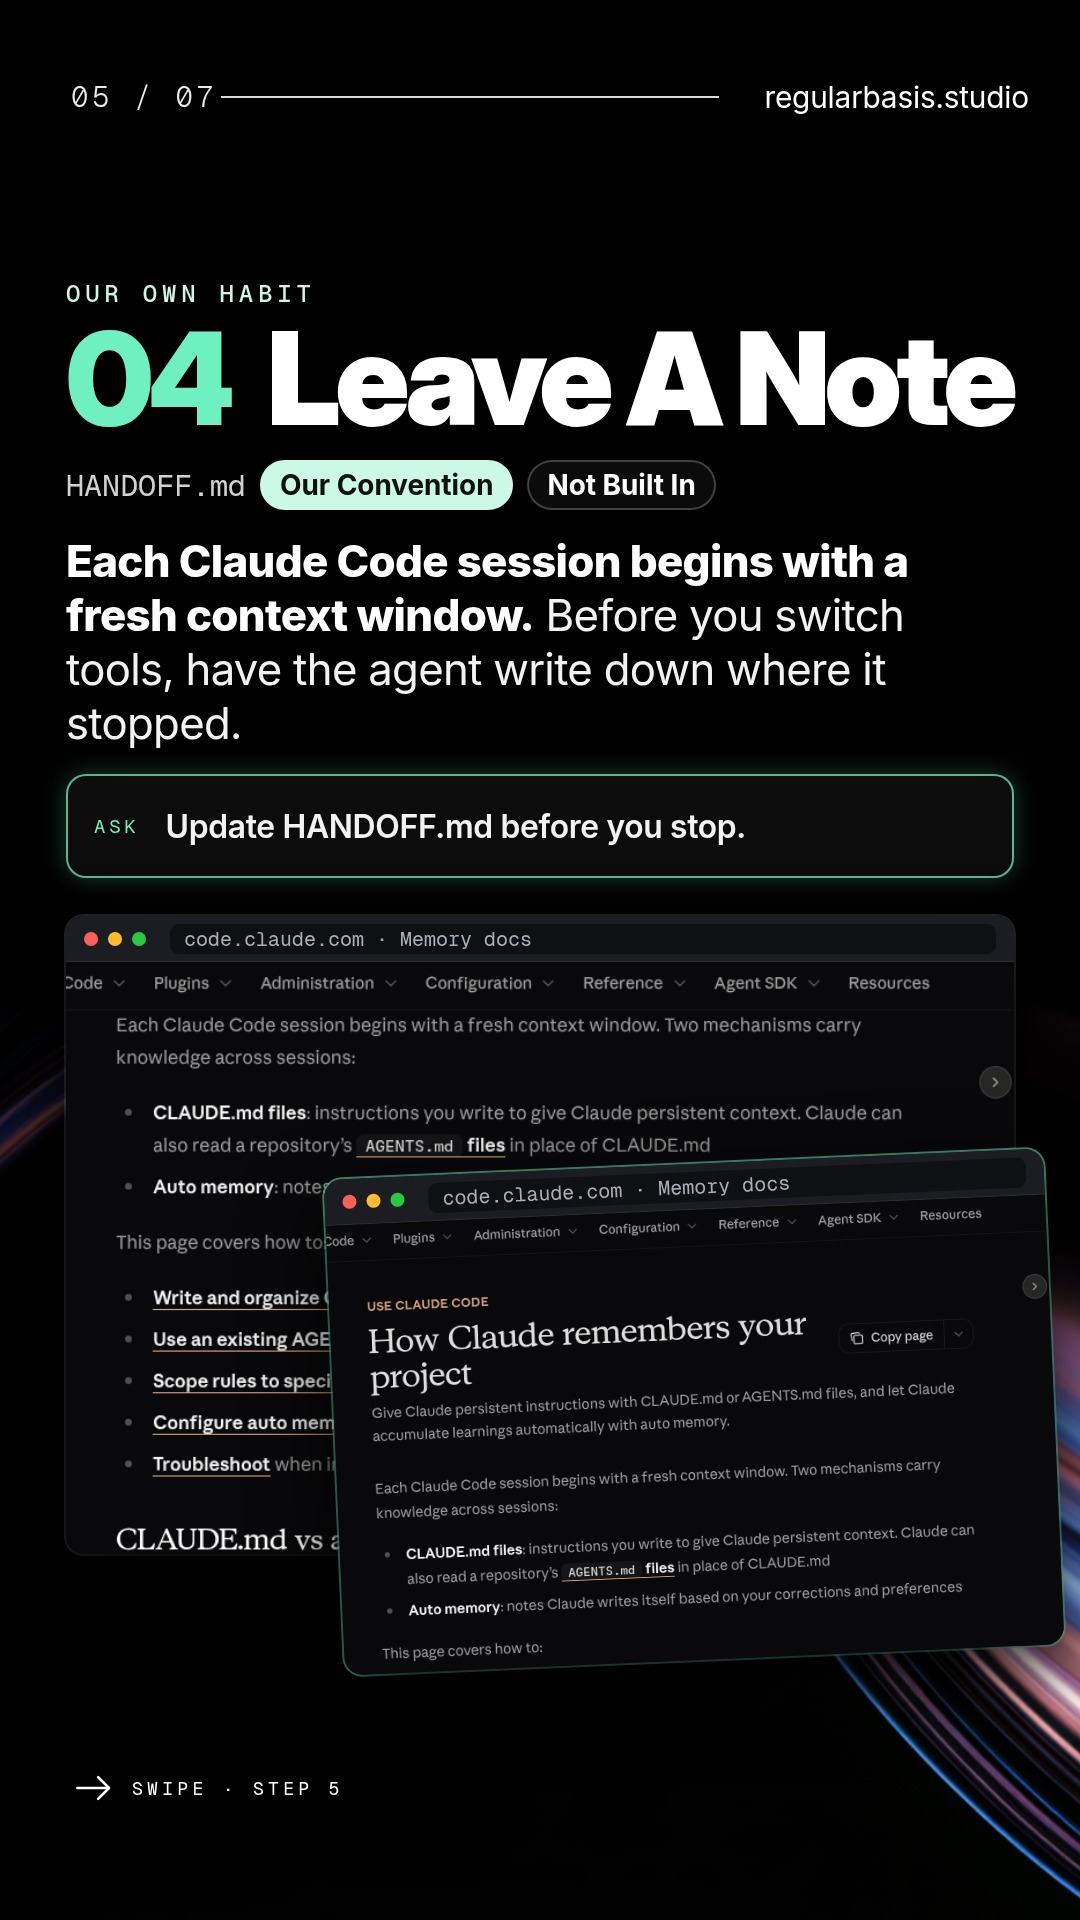 05 / 07
regularbasis.studio
OUR OWN HABIT
04 Leave A Note
HANDOFF.md Our Convention Not Built In
Each Claude Code session begins with a
fresh context window. Before you switch
tools, have the agent write down where it
stopped.
ASK Update HANDOFF.md before you stop.
code.claude.com · Memory docs
Code Plugins Administration Configuration Reference Agent SDK Resources
Each Claude Code session begins with a fresh context window. Two mechanisms carry
knowledge across sessions:
CLAUDE.md files: instructions you write to give Claude persistent context. Claude can
also read a repository's AGENTS.md files in place of CLAUDE.md
Auto memory: notes
This page covers how to
Write and organize
Use an existing AGE
Scope rules to speci
Configure auto mem
Troubleshoot when i
CLAUDE.md vs a
code.claude.com · Memory docs
Code Plugins Administration Configuration Reference Agent SDK Resources
USE CLAUDE CODE
How Claude remembers your
project
Copy page
Give Claude persistent instructions with CLAUDE.md or AGENTS.md files, and let Claude
accumulate learnings automatically with auto memory.
Each Claude Code session begins with a fresh context window. Two mechanisms carry
knowledge across sessions:
CLAUDE.md files: instructions you write to give Claude persistent context. Claude can
also read a repository's AGENTS.md files in place of CLAUDE.md
Auto memory: notes Claude writes itself based on your corrections and preferences
This page covers how to:
→ SWIPE · STEP 5